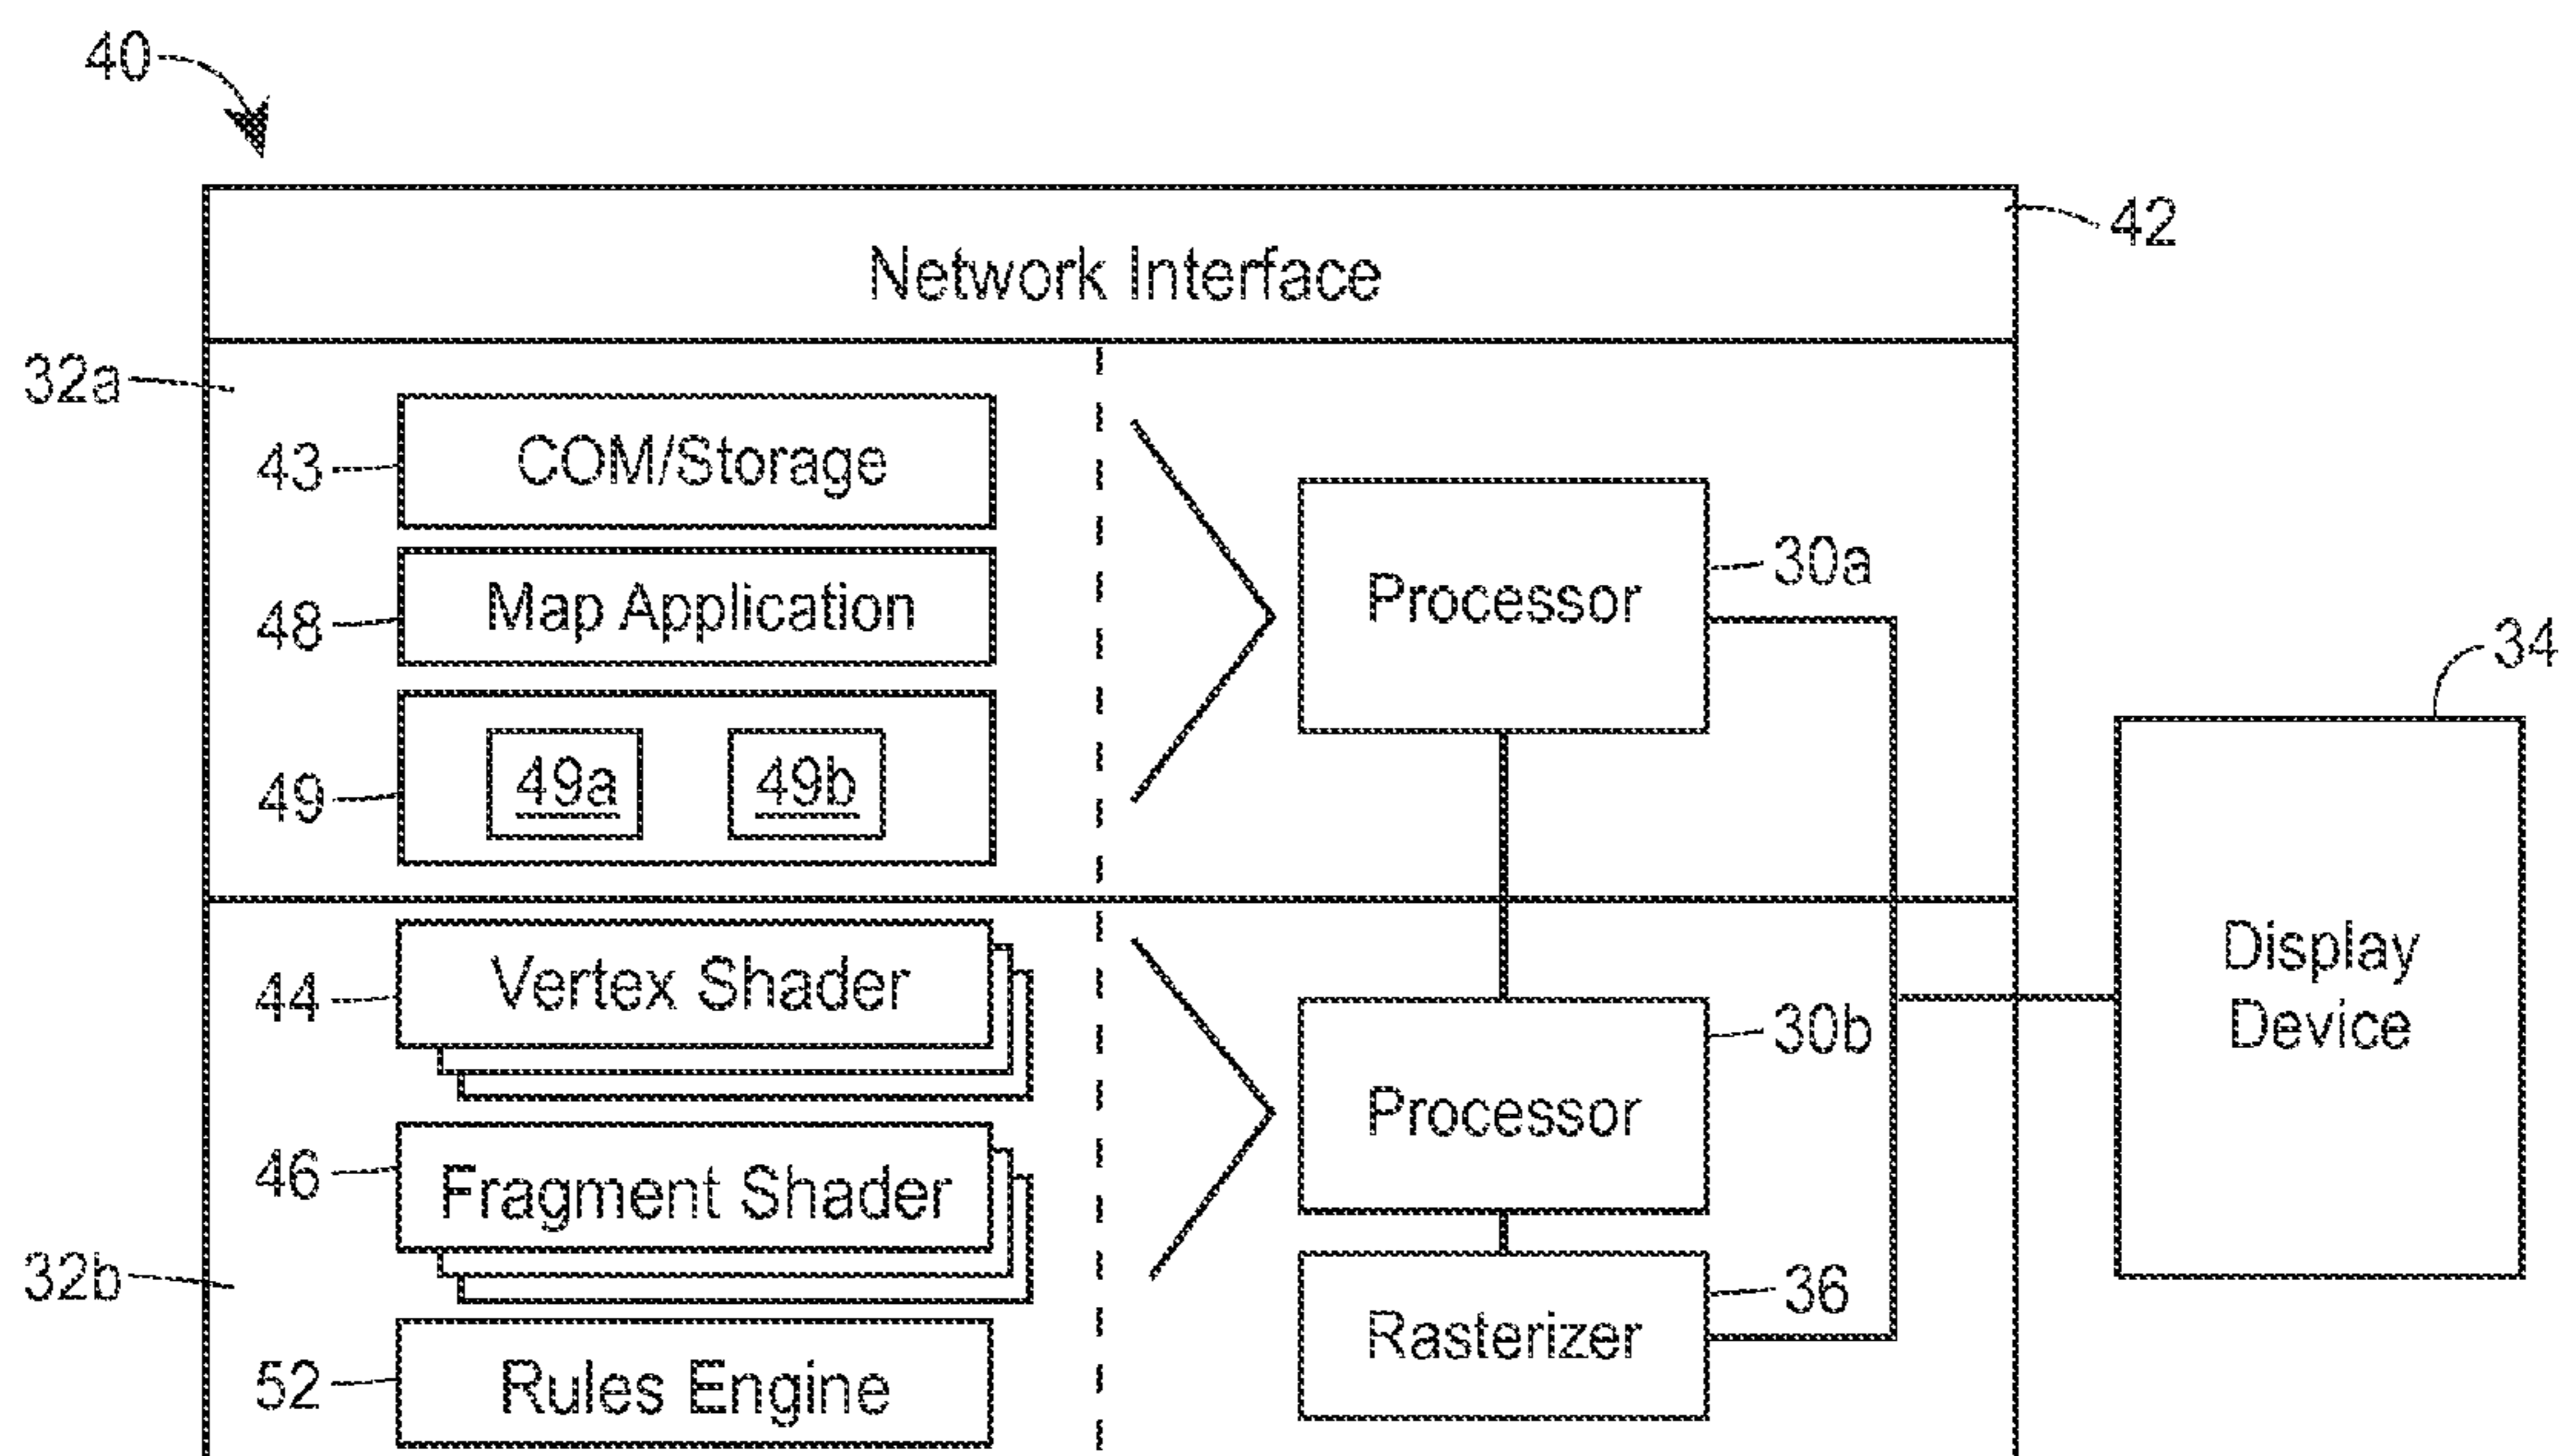 40
42
Network Interface
32a
43
COM/Storage
48
Map Application
49
49a
49b
Processor
30a
34
Display
Device
44
Vertex Shader
46
Fragment Shader
32b
52
Rules Engine
Processor
30b
Rasterizer
36